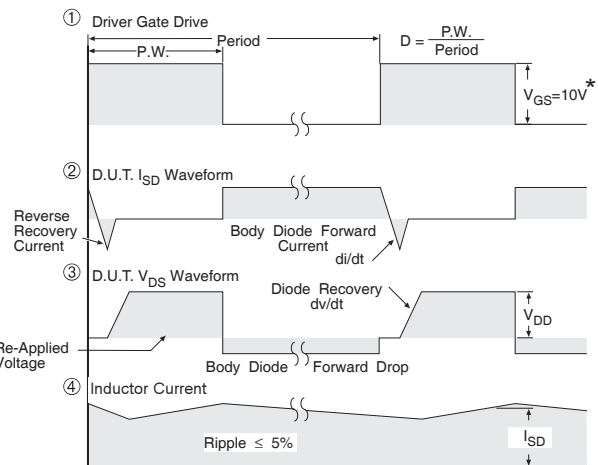 ① Driver Gate Drive
Period
P.W.
D = P.W. / Period
V_GS=10V*
② D.U.T. I_SD Waveform
Reverse
Recovery
Current
Body Diode Forward
Current
di/dt
③ D.U.T. V_DS Waveform
Diode Recovery
dv/dt
V_DD
Re-Applied
Voltage
Body Diode Forward Drop
④ Inductor Current
Ripple ≤ 5%
I_SD